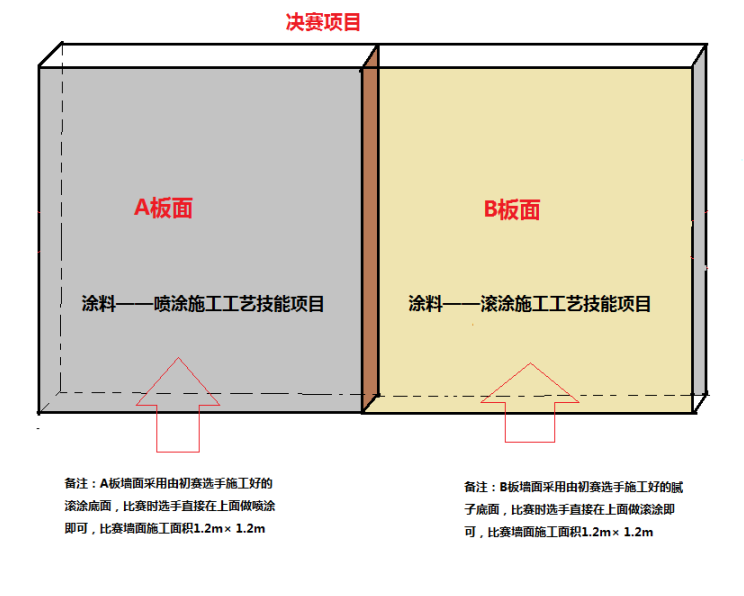 决赛项目
A板面
B板面
涂料——喷涂施工工艺技能项目
涂料——滚涂施工工艺技能项目
备注：A板墙面采用由初赛选手施工好的
滚涂底面，比赛时选手直接在上面做喷涂
即可，比赛墙面施工面积1.2m× 1.2m
备注：B板墙面采用由初赛选手施工好的腻
子底面，比赛时选手直接在上面做滚涂即
可，比赛墙面施工面积1.2m× 1.2m